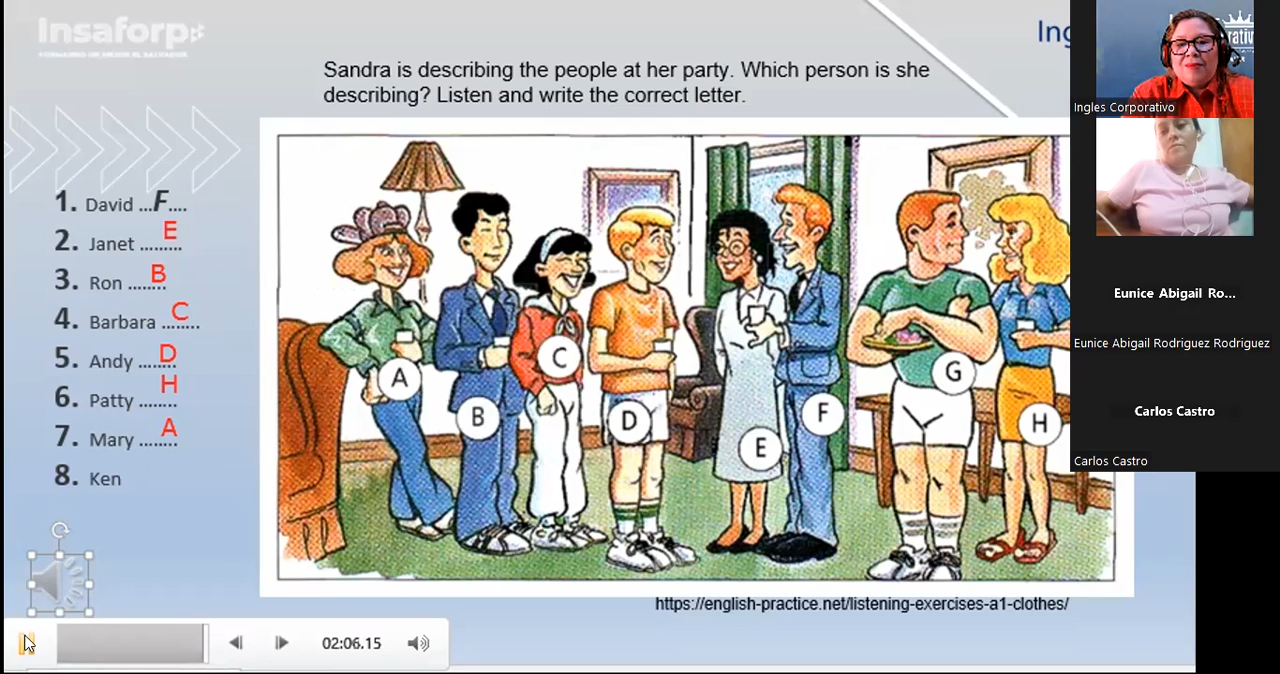 Insaforp
Ing
Sandra is describing the people at her party. Which person is she
describing? Listen and write the correct letter.
1. David ...F....
2. Janet ......... E
3. Ron ........ B
4. Barbara ........ C
5. Andy ........ D
6. Patty ........ H
7. Mary ........ A
8. Ken
A
B
C
D
E
F
G
H
https://english-practice.net/listening-exercises-a1-clothes/
02:06.15
Ingles Corporativo
Eunice Abigail Ro...
Eunice Abigail Rodriguez Rodriguez
Carlos Castro
Carlos Castro